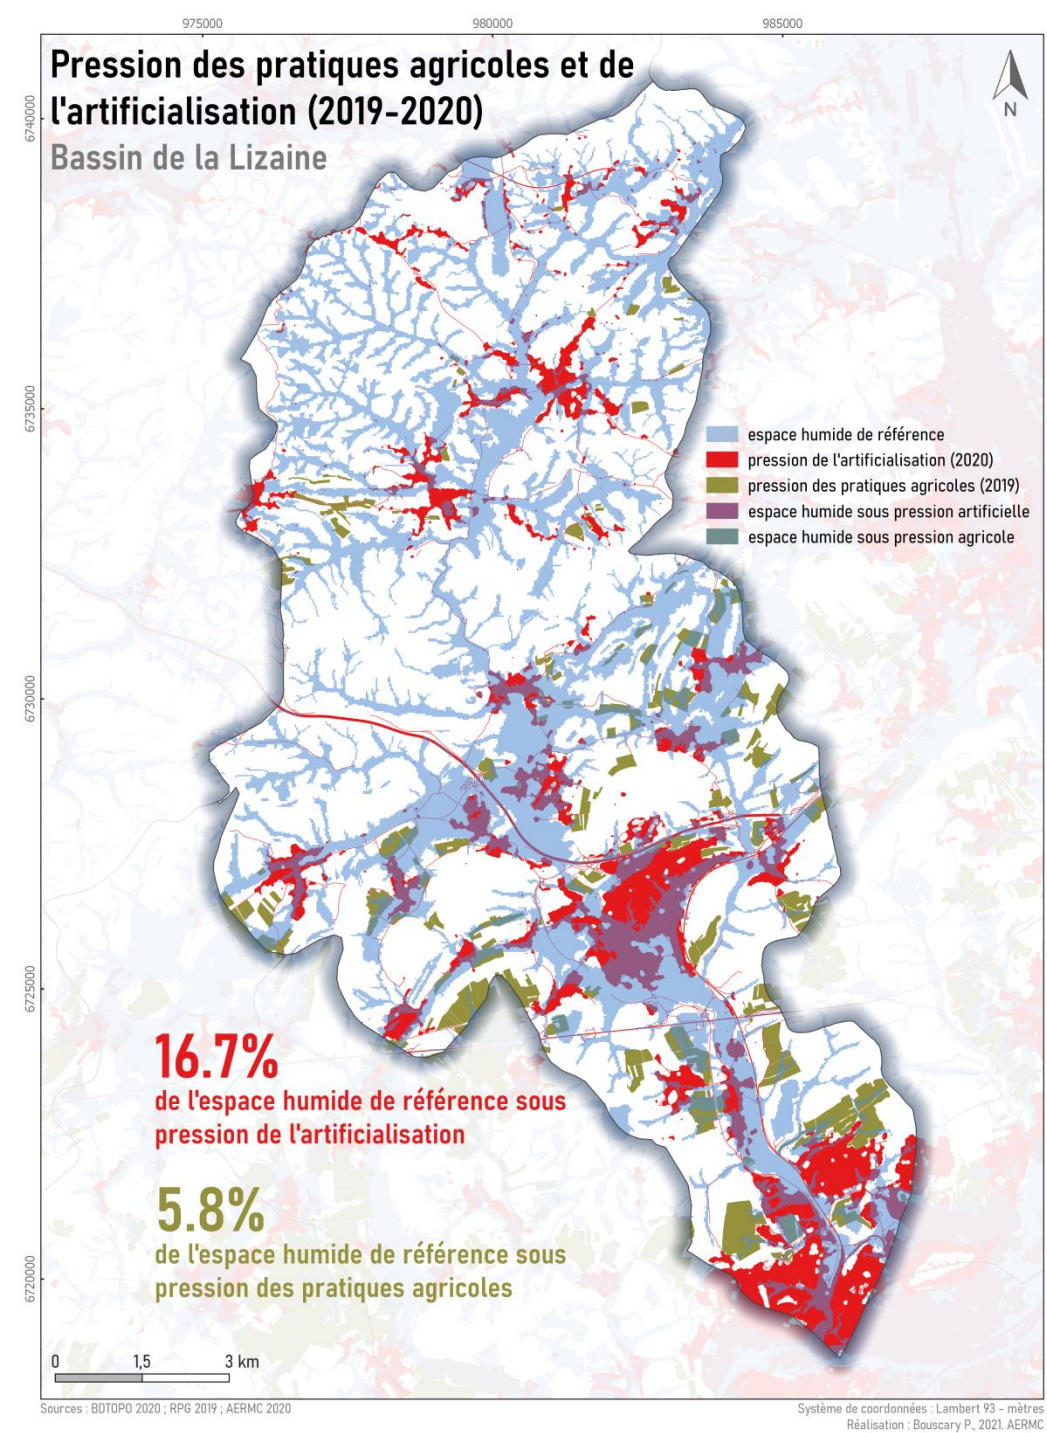 975000
980000
985000
Pression des pratiques agricoles et de
l'artificialisation (2019-2020)
Bassin de la Lizaine
N
6740000
6735000
espace humide de référence
pression de l'artificialisation (2020)
pression des pratiques agricoles (2019)
espace humide sous pression artificielle
espace humide sous pression agricole
6730000
6725000
16.7%
de l'espace humide de référence sous
pression de l'artificialisation
5.8%
de l'espace humide de référence sous
pression des pratiques agricoles
6720000
0 1,5 3 km
Sources : BDTOPO 2020 ; RPG 2019 ; AERMC 2020
Système de coordonnées : Lambert 93 - mètres
Réalisation : Bouscary P., 2021. AERMC